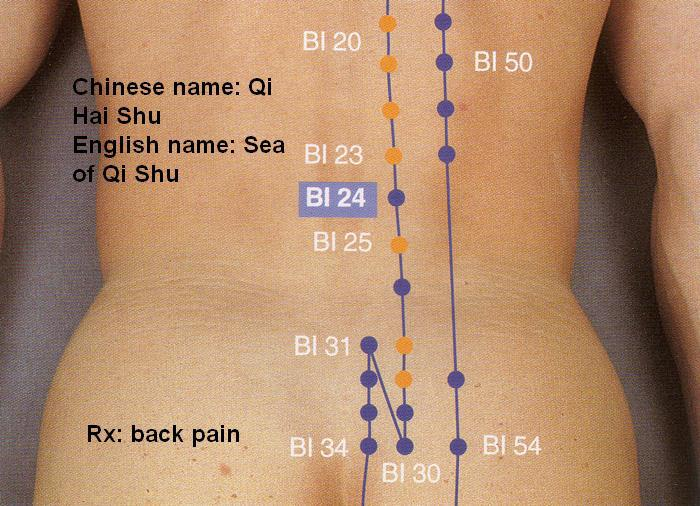 Bl 20
Bl 50
Chinese name: Qi
Hai Shu
English name: Sea
of Qi Shu
Bl 23
Bl 24
Bl 25
Bl 31
Rx: back pain
Bl 34
Bl 54
Bl 30